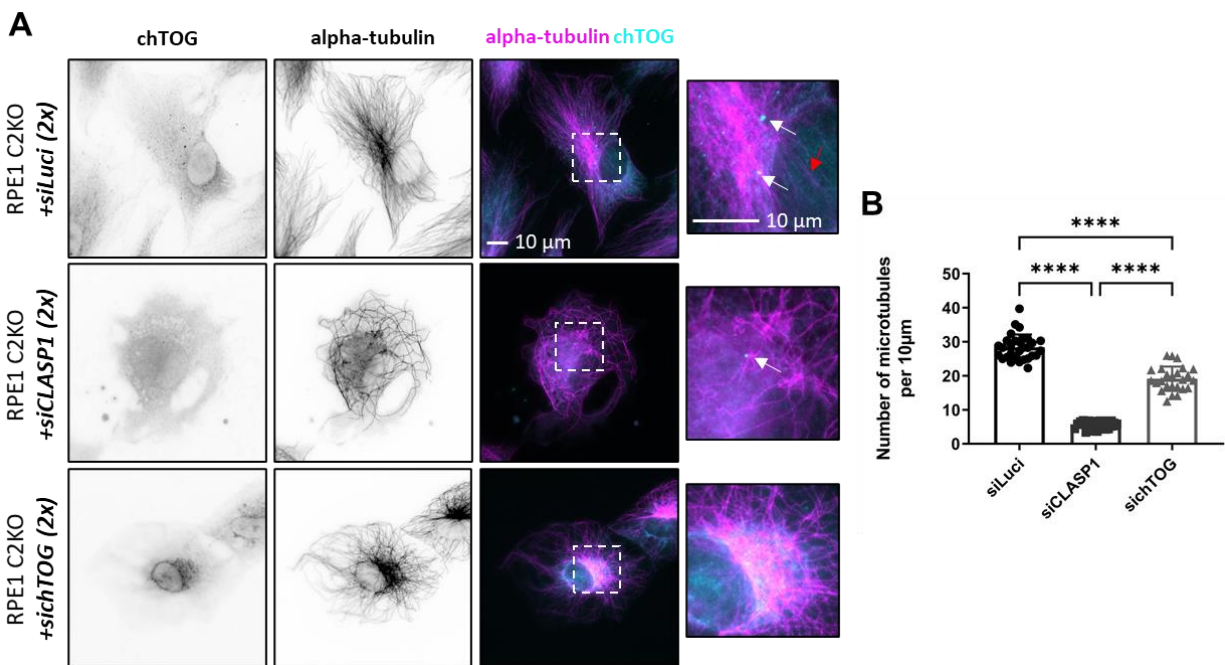 A
chTOG
alpha-tubulin
alpha-tubulin chTOG
RPE1 C2KO
+siLuci (2x)
10 µm
10 µm
RPE1 C2KO
+siCLASP1 (2x)
RPE1 C2KO
+sichTOG (2x)
B
****
**** ****
Number of microtubules
per 10µm
50
40
30
20
10
0
siLuci
siCLASP1
sichTOG